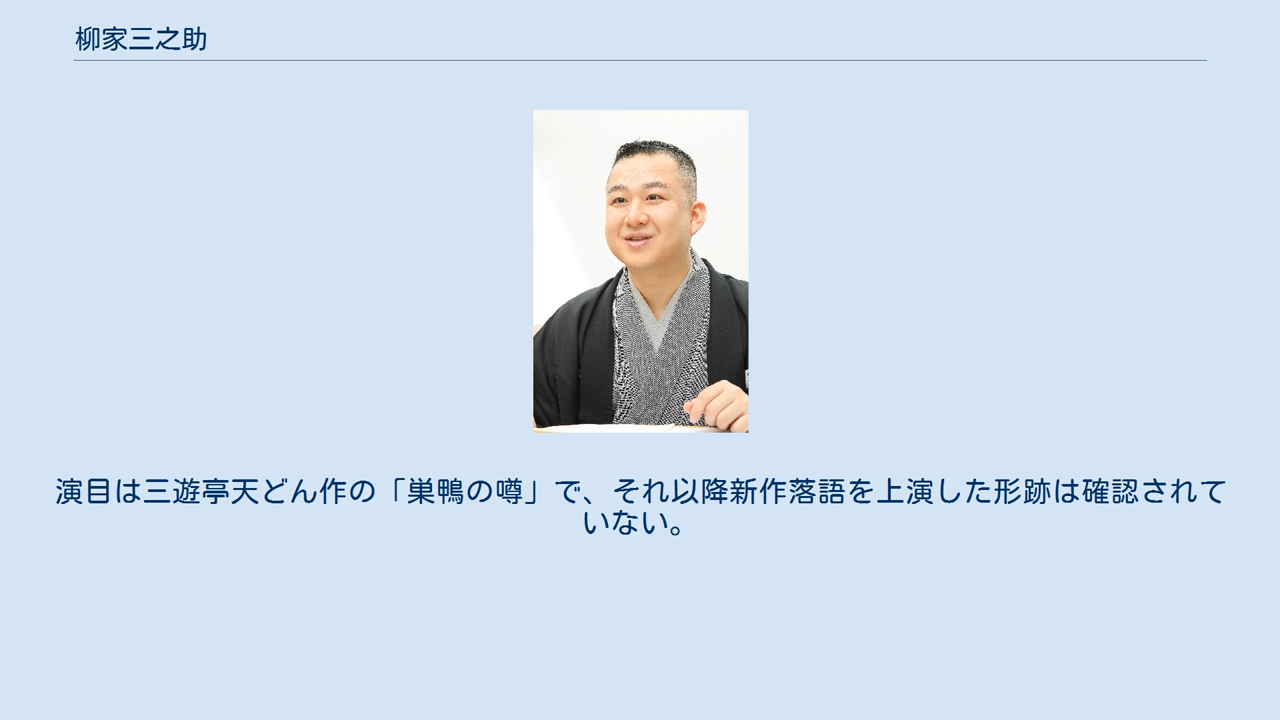 柳家三之助
演目は三遊亭天どん作の「巣鴨の噂」で、それ以降新作落語を上演した形跡は確認されて
いない。